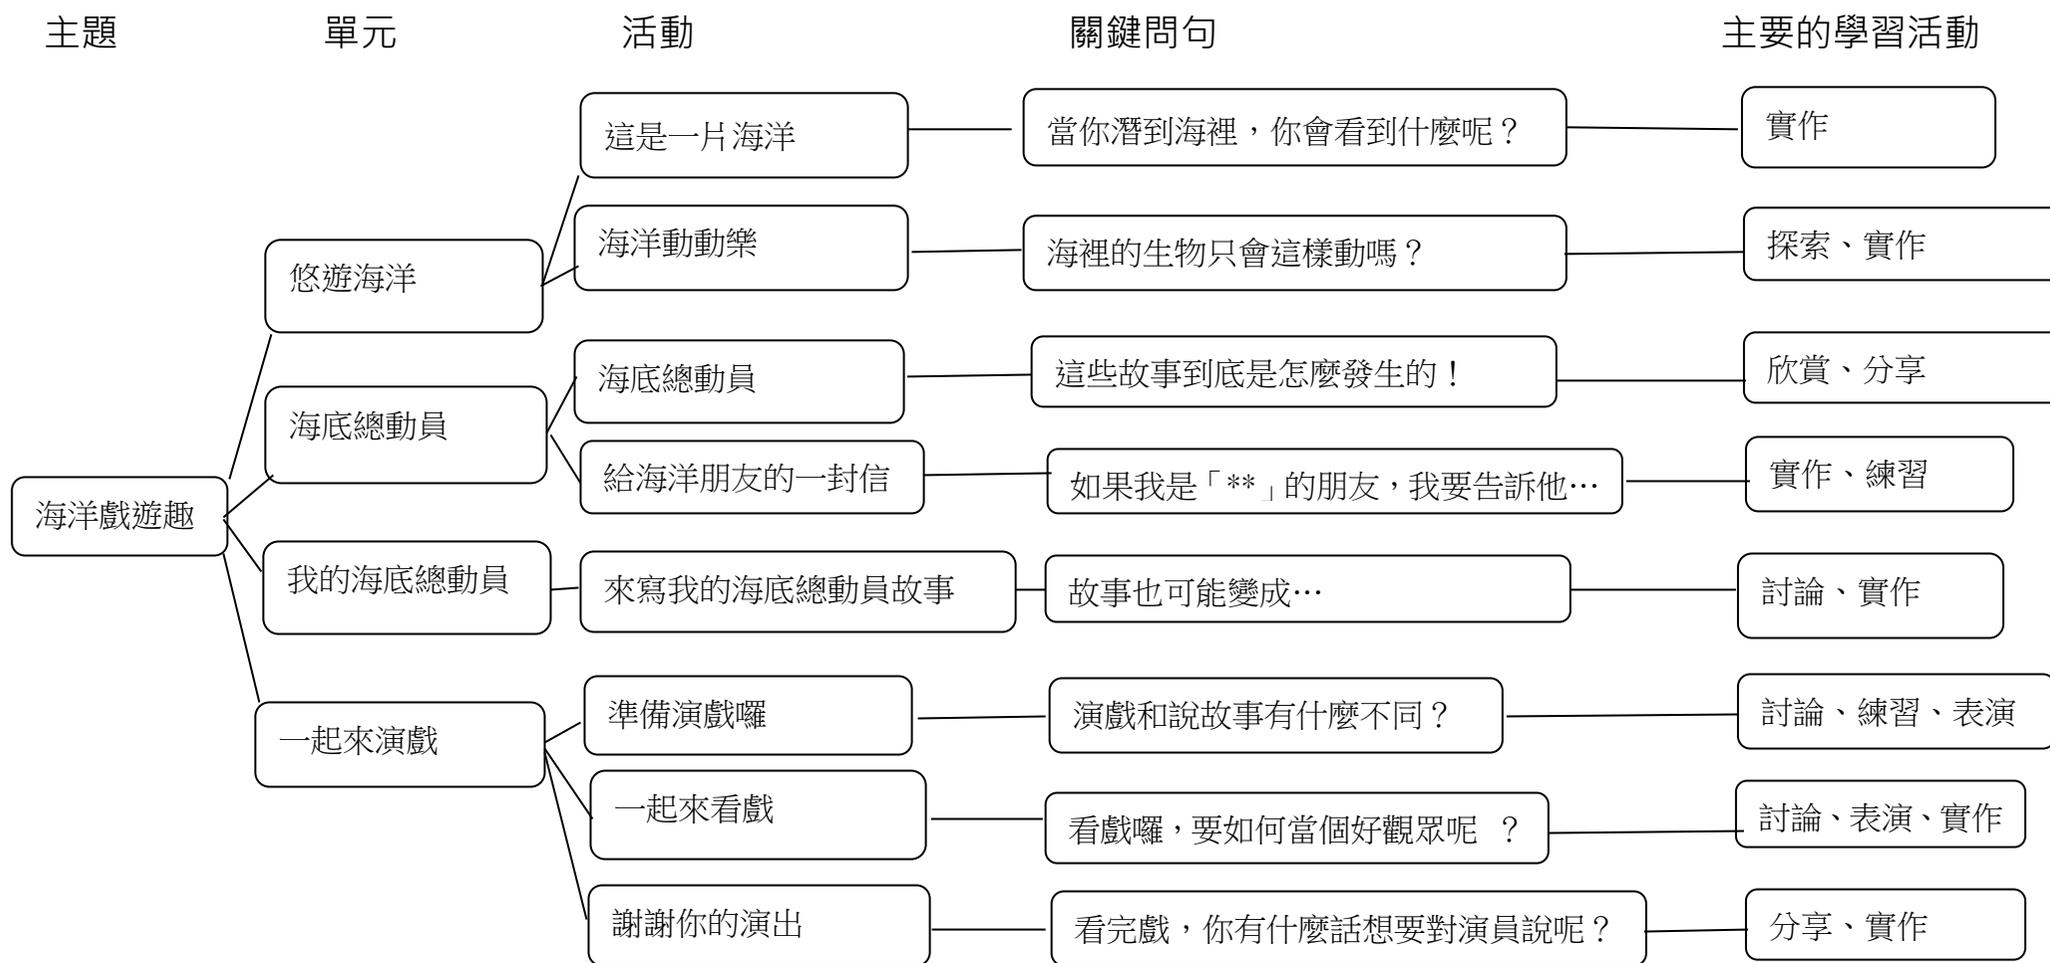 主題 單元 活動 關鍵問句 主要的學習活動
這是一片海洋 當你潛到海裡，你會看到什麼呢？ 實作
悠遊海洋 海洋動動樂 海裡的生物只會這樣動嗎？ 探索、實作
海底總動員 這些故事到底是怎麼發生的！ 欣賞、分享
海底總動員
給海洋朋友的一封信 如果我是「**」的朋友，我要告訴他… 實作、練習
海洋戲遊趣
我的海底總動員 來寫我的海底總動員故事 故事也可能變成… 討論、實作
準備演戲囉 演戲和說故事有什麼不同？ 討論、練習、表演
一起來演戲
一起來看戲 看戲囉，要如何當個好觀眾呢 ？ 討論、表演、實作
謝謝你的演出 看完戲，你有什麼話想要對演員說呢？ 分享、實作